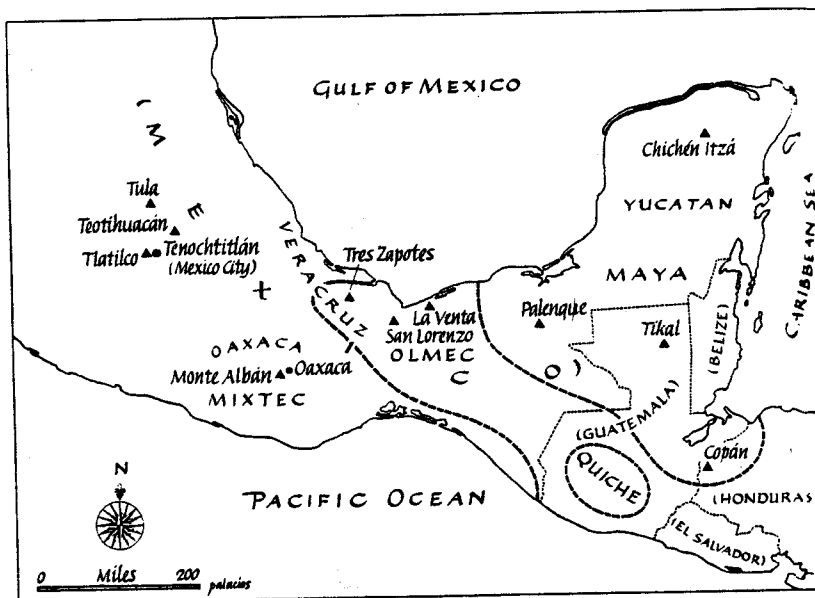 GULF OF MEXICO
MEXICO
Tula
Teotihuacán
Tlatilco
Tenochtitlán
(Mexico City)
VERACRUZ
Tres Zapotes
La Venta
San Lorenzo
OLMEC
OAXACA
Monte Albán
Oaxaca
MIXTEC
Chichén Itzá
YUCATAN
MAYA
Palenque
Tikal
(BELIZE)
CARIBBEAN SEA
(GUATEMALA)
QUICHE
Copán
(HONDURAS
(EL SALVADOR)
PACIFIC OCEAN
N
0 Miles 200
palacios